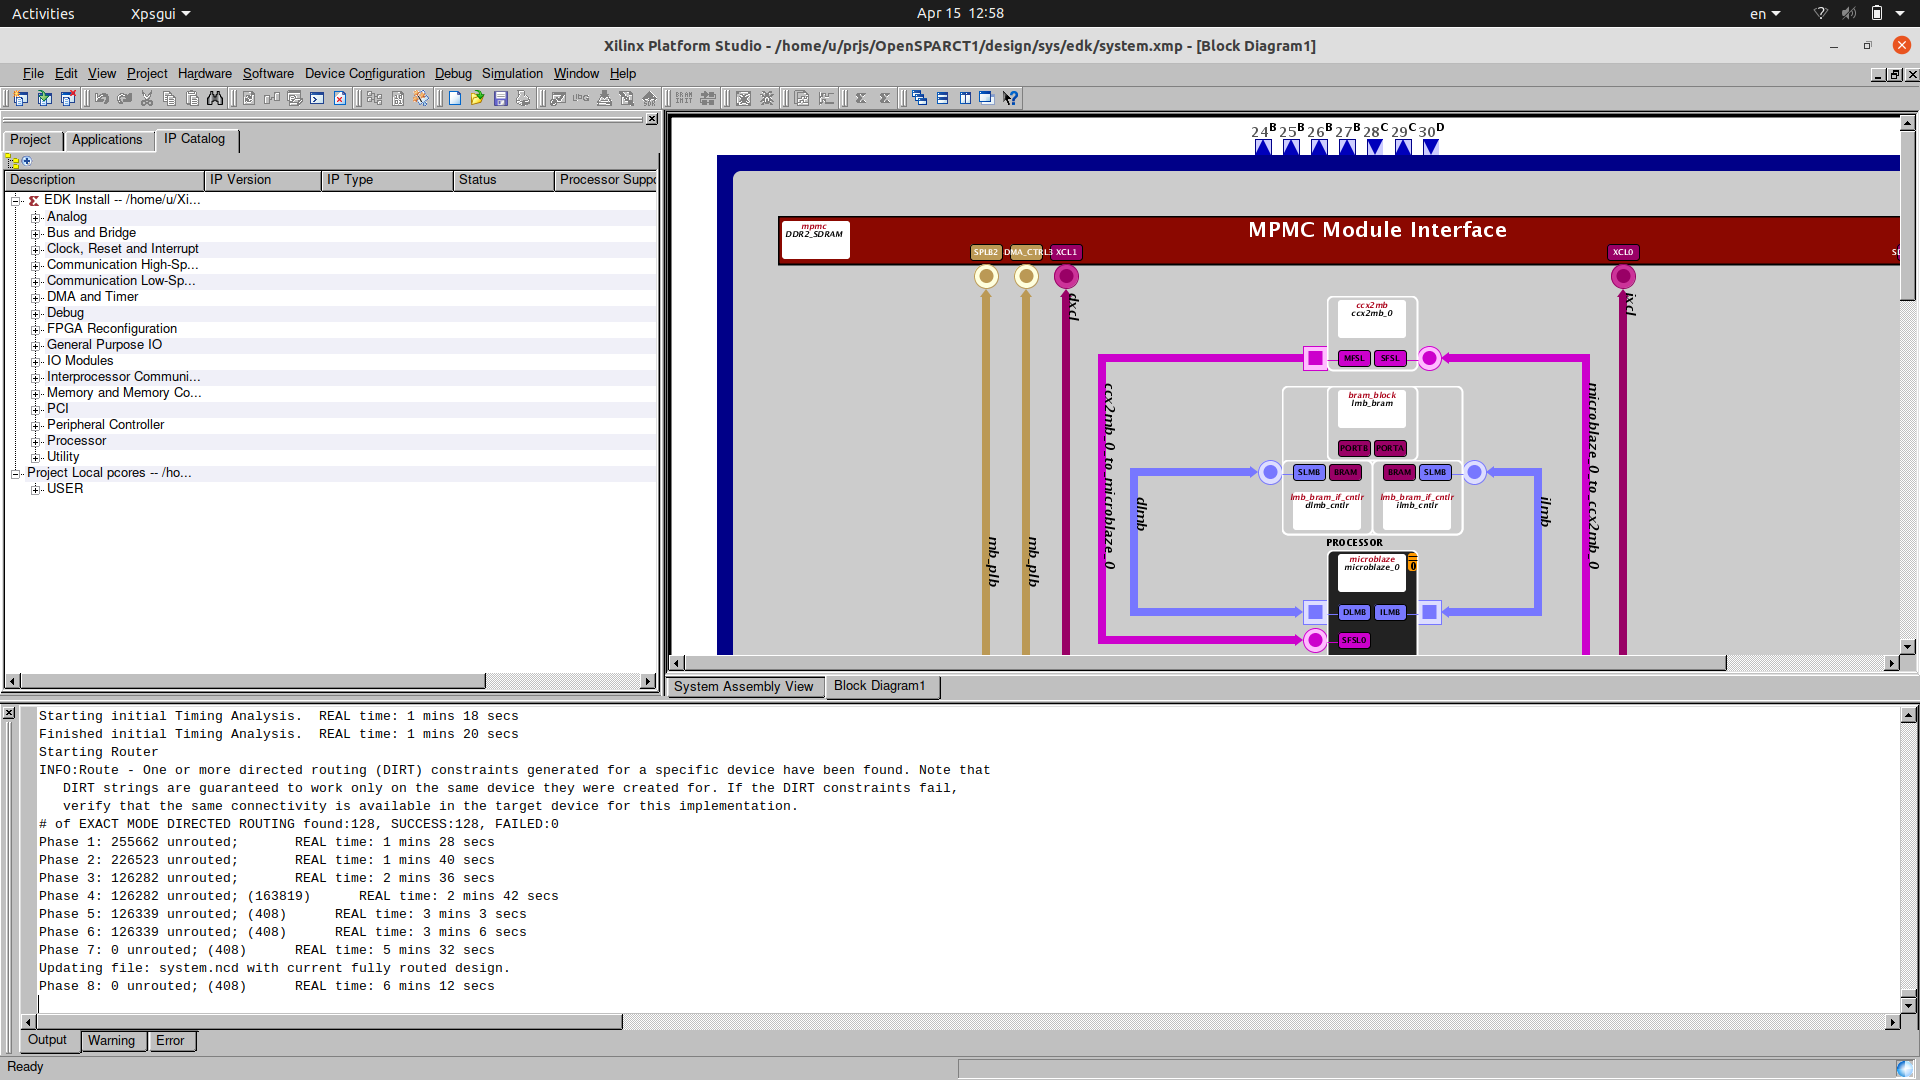 Activities
Xpsgui
Apr 15 12:58
en
Xilinx Platform Studio - /home/u/prjs/OpenSPARCT1/design/sys/edk/system.xmp - [Block Diagram1]
File Edit View Project Hardware Software Device Configuration Debug Simulation Window Help
Project Applications IP Catalog
Description IP Version IP Type Status Processor Suppo
EDK Install -- /home/u/Xi...
Analog
Bus and Bridge
Clock, Reset and Interrupt
Communication High-Sp...
Communication Low-Sp...
DMA and Timer
Debug
FPGA Reconfiguration
General Purpose IO
IO Modules
Interprocessor Communi...
Memory and Memory Co...
PCI
Peripheral Controller
Processor
Utility
Project Local pcores -- /ho...
USER
24B 25B 26B 27B 28C 29C 30D
MPMC Module Interface
mpmc
DDR2_SDRAM
SPLB2 DMA_CTRL3 XCL1 XCL0
dxcl
ixcl
ccx2mb
ccx2mb_0
MFSL SFSL
ccx2mb_0_to_microblaze_0
microblaze_0_to_ccx2mb_0
bram_block
lmb_bram
PORTB PORTA
SLMB BRAM BRAM SLMB
lmb_bram_if_cntlr
dlmb_cntlr
lmb_bram_if_cntlr
ilmb_cntlr
dlmb
ilmb
mb_plb
mb_plb
PROCESSOR
microblaze
microblaze_0
0
DLMB ILMB
SFSL0
System Assembly View Block Diagram1
Starting initial Timing Analysis. REAL time: 1 mins 18 secs
Finished initial Timing Analysis. REAL time: 1 mins 20 secs
Starting Router
INFO:Route - One or more directed routing (DIRT) constraints generated for a specific device have been found. Note that
DIRT strings are guaranteed to work only on the same device they were created for. If the DIRT constraints fail,
verify that the same connectivity is available in the target device for this implementation.
# of EXACT MODE DIRECTED ROUTING found:128, SUCCESS:128, FAILED:0
Phase 1: 255662 unrouted; REAL time: 1 mins 28 secs
Phase 2: 226523 unrouted; REAL time: 1 mins 40 secs
Phase 3: 126282 unrouted; REAL time: 2 mins 36 secs
Phase 4: 126282 unrouted; (163819) REAL time: 2 mins 42 secs
Phase 5: 126339 unrouted; (408) REAL time: 3 mins 3 secs
Phase 6: 126339 unrouted; (408) REAL time: 3 mins 6 secs
Phase 7: 0 unrouted; (408) REAL time: 5 mins 32 secs
Updating file: system.ncd with current fully routed design.
Phase 8: 0 unrouted; (408) REAL time: 6 mins 12 secs
Output Warning Error
Ready